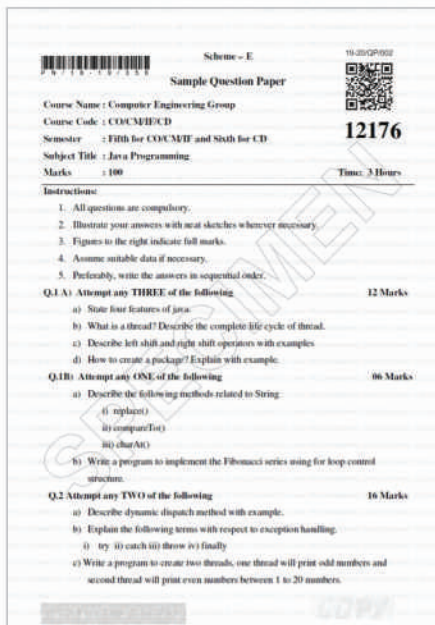 Scheme – E
19-20/QP/002
Sample Question Paper
Course Name : Computer Engineering Group
Course Code : CO/CM/IF/CD
12176
Semester : Fifth for CO/CM/IF and Sixth for CD
Subject Title : Java Programming
Marks : 100 Time: 3 Hours
Instructions:
1. All questions are compulsory.
2. Illustrate your answers with neat sketches wherever necessary.
3. Figures to the right indicate full marks.
4. Assume suitable data if necessary.
5. Preferably, write the answers in sequential order.
Q.1 A) Attempt any THREE of the following 12 Marks
a) State four features of java.
b) What is a thread? Describe the complete life cycle of thread.
c) Describe left shift and right shift operators with examples
d) How to create a package? Explain with example.
Q.1B) Attempt any ONE of the following 06 Marks
a) Describe the following methods related to String
i) replace()
ii) compareTo()
iii) charAt()
b) Write a program to implement the Fibonacci series using for loop control
structure.
Q.2 Attempt any TWO of the following 16 Marks
a) Describe dynamic dispatch method with example.
b) Explain the following terms with respect to exception handling.
i) try ii) catch iii) throw iv) finally
c) Write a program to create two threads, one thread will print odd numbers and
second thread will print even numbers between 1 to 20 numbers.
SPECIMEN
COPY